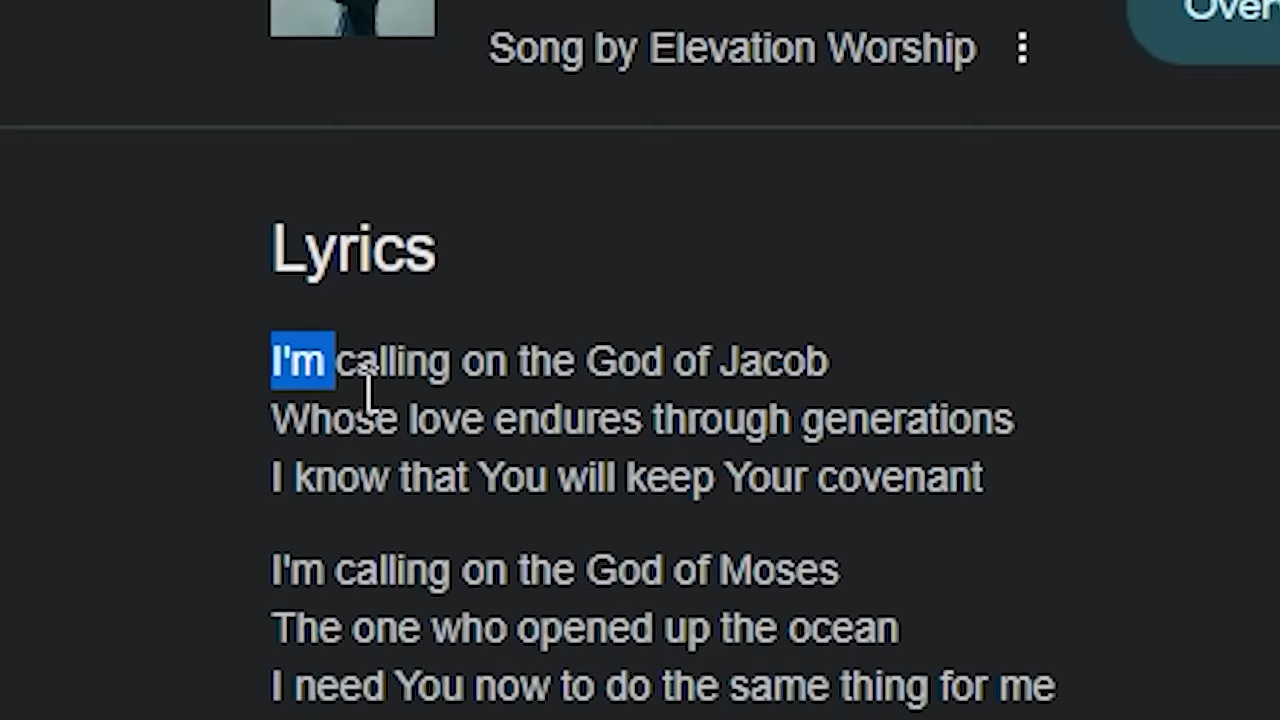 Over
Song by Elevation Worship
Lyrics
I'm calling on the God of Jacob
Whose love endures through generations
I know that You will keep Your covenant
I'm calling on the God of Moses
The one who opened up the ocean
I need You now to do the same thing for me